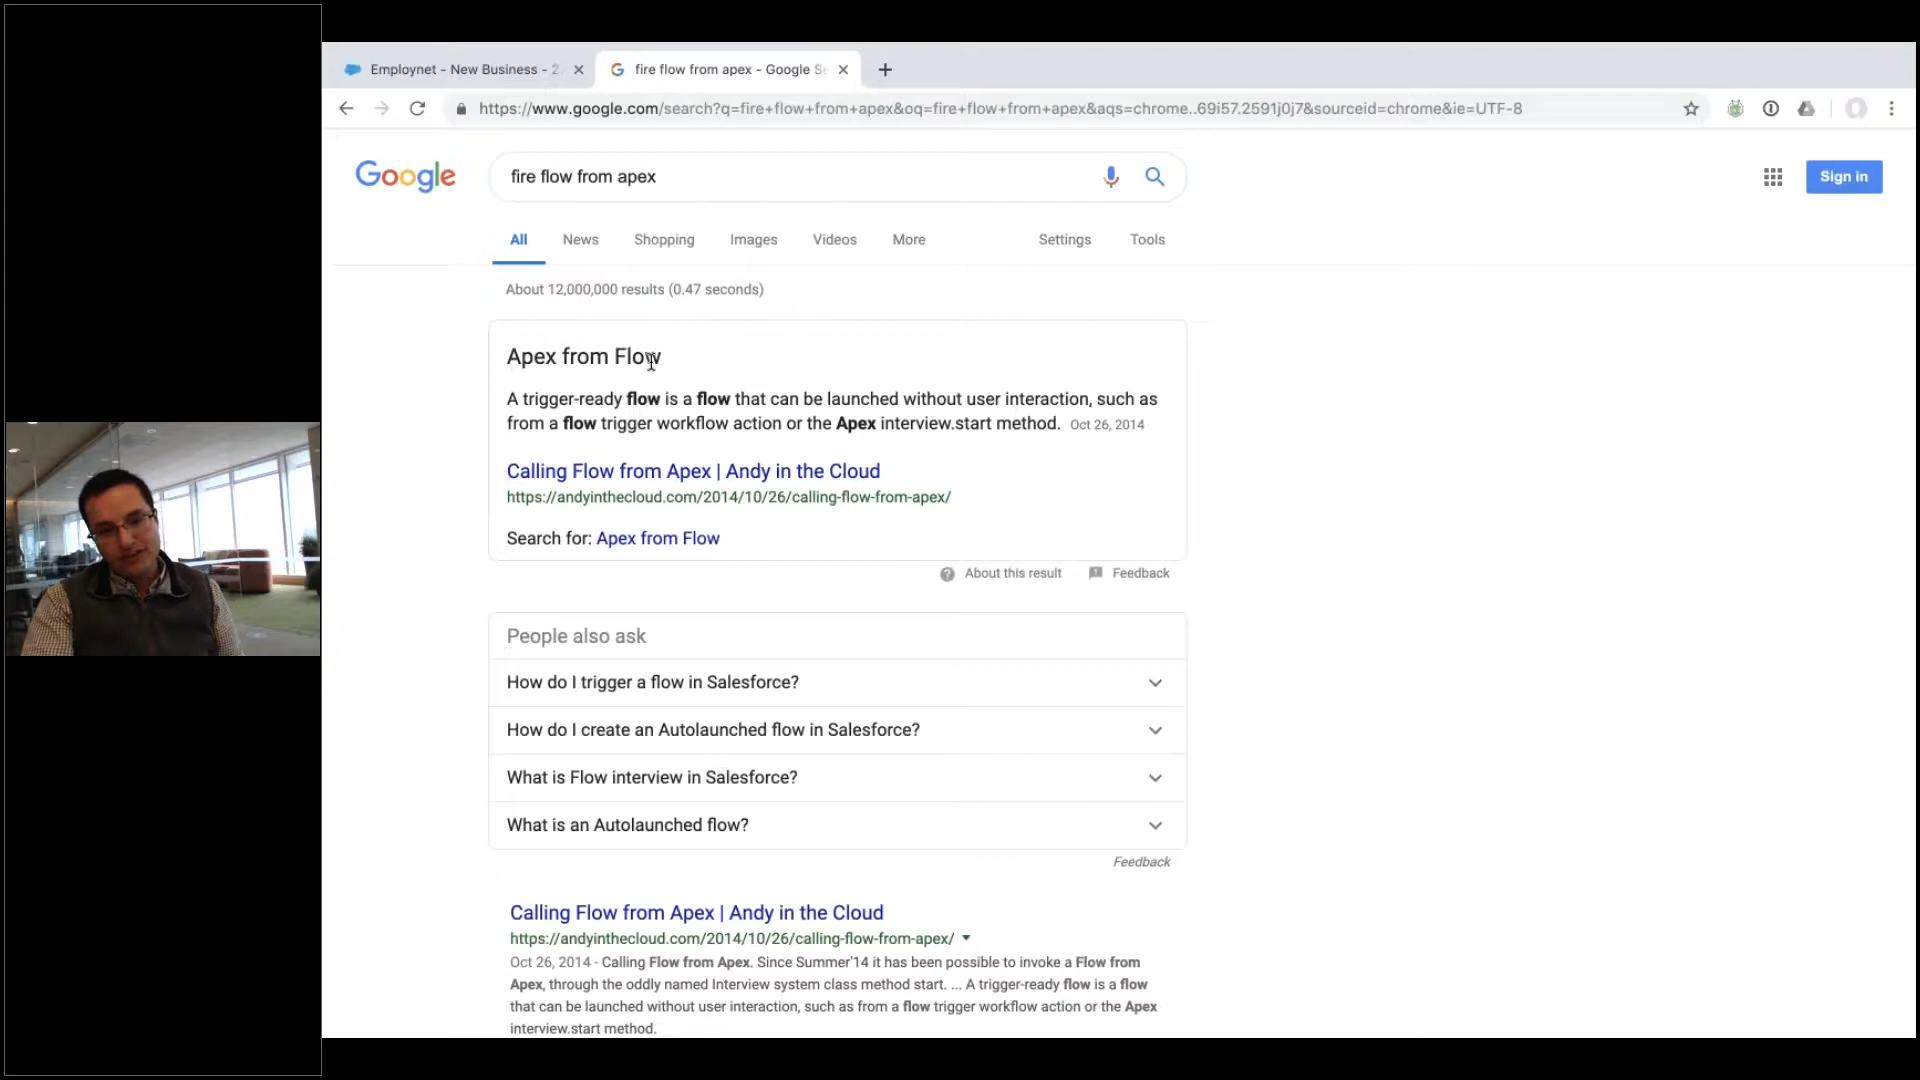 Employnet - New Business - 2
fire flow from apex - Google Se
https://www.google.com/search?q=fire+flow+from+apex&oq=fire+flow+from+apex&aqs=chrome..69i57.2591j0j7&sourceid=chrome&ie=UTF-8
Google
fire flow from apex
Sign in
All News Shopping Images Videos More Settings Tools
About 12,000,000 results (0.47 seconds)
Apex from Flow
A trigger-ready flow is a flow that can be launched without user interaction, such as
from a flow trigger workflow action or the Apex interview.start method. Oct 26, 2014
Calling Flow from Apex | Andy in the Cloud
https://andyinthecloud.com/2014/10/26/calling-flow-from-apex/
Search for: Apex from Flow
About this result Feedback
People also ask
How do I trigger a flow in Salesforce?
How do I create an Autolaunched flow in Salesforce?
What is Flow interview in Salesforce?
What is an Autolaunched flow?
Feedback
Calling Flow from Apex | Andy in the Cloud
https://andyinthecloud.com/2014/10/26/calling-flow-from-apex/
Oct 26, 2014 - Calling Flow from Apex. Since Summer'14 it has been possible to invoke a Flow from
Apex, through the oddly named Interview system class method start. ... A trigger-ready flow is a flow
that can be launched without user interaction, such as from a flow trigger workflow action or the Apex
interview.start method.